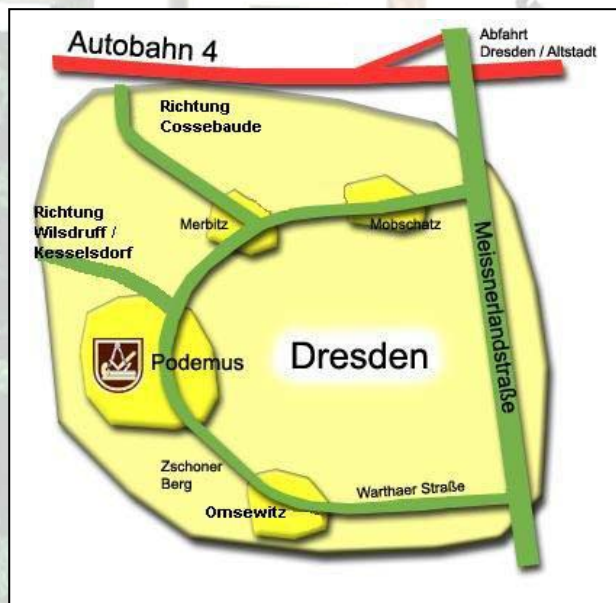 Autobahn 4
Abfahrt
Dresden / Altstadt
Richtung
Cossebaude
Richtung
Wilsdruff /
Kesselsdorf
Merbitz
Mobschatz
Meissnerlandstraße
Podemus
Dresden
Zschoner
Berg
Omsewitz
Warthaer Straße